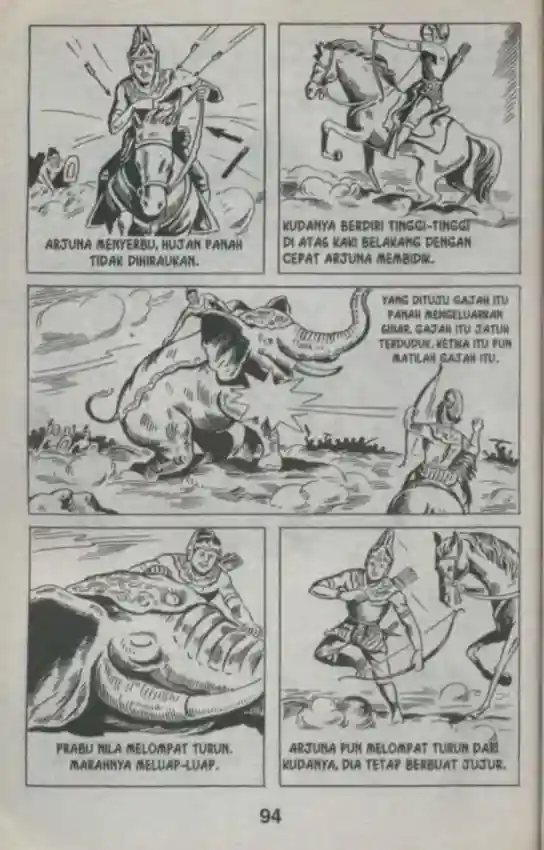 ARJUNA MENYERBU, HUJAN PANAH
TIDAK DIHIRAUKAN.
KUDANYA BERDIRI TINGGI-TINGGI
DI ATAS KAKI BELAKANG DENGAN
CEPAT ARJUNA MEMBIDIK.
YANG DITUJU GAJAH ITU
PANAH MENGELUARKAN
SINAR. GAJAH ITU JATUH
TERDUDUK. KETIKA ITU PUN
MATILAH GAJAH ITU.
PRABU NILA MELOMPAT TURUN.
MARAHNYA MELUAP-LUAP.
ARJUNA PUN MELOMPAT TURUN DARI
KUDANYA, DIA TETAP BERBUAT JUJUR.
94